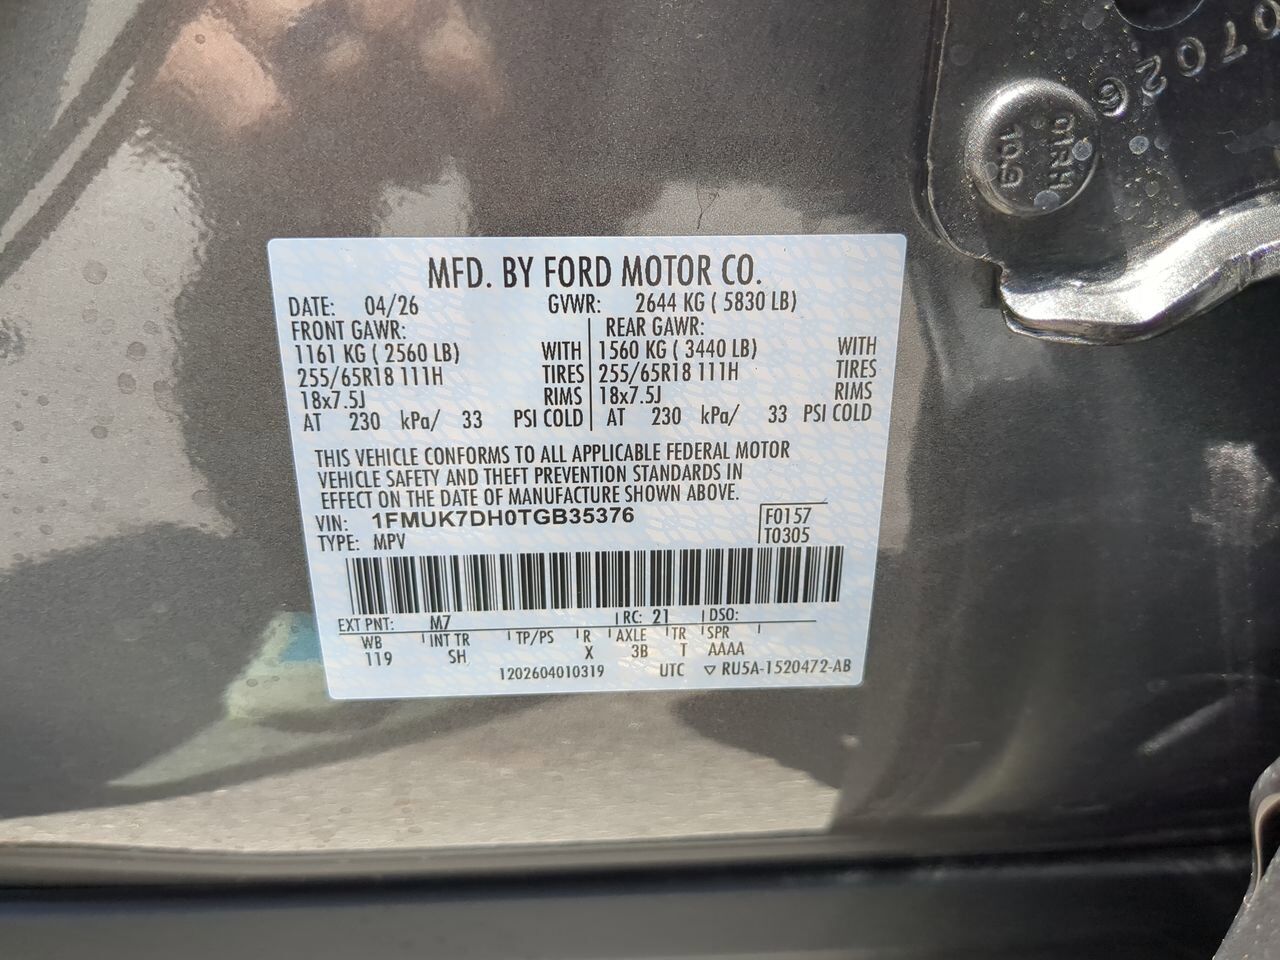 0702⑥
01RH
10.9
MFD. BY FORD MOTOR CO.
DATE: 04/26 GVWR: 2644 KG ( 5830 LB)
FRONT GAWR: REAR GAWR:
1161 KG ( 2560 LB) WITH 1560 KG ( 3440 LB) WITH
255/65R18 111H TIRES 255/65R18 111H TIRES
18x7.5J RIMS 18x7.5J RIMS
AT 230 kPa/ 33 PSI COLD AT 230 kPa/ 33 PSI COLD
THIS VEHICLE CONFORMS TO ALL APPLICABLE FEDERAL MOTOR
VEHICLE SAFETY AND THEFT PREVENTION STANDARDS IN
EFFECT ON THE DATE OF MANUFACTURE SHOWN ABOVE.
VIN: 1FMUK7DH0TGB35376 F0157
TYPE: MPV T0305
EXT PNT: M7 RC: 21 DSO:
WB INT TR TP/PS R AXLE TR SPR
119 SH X 3B T AAAA
1202604010319 UTC ▽ RU5A-1520472-AB